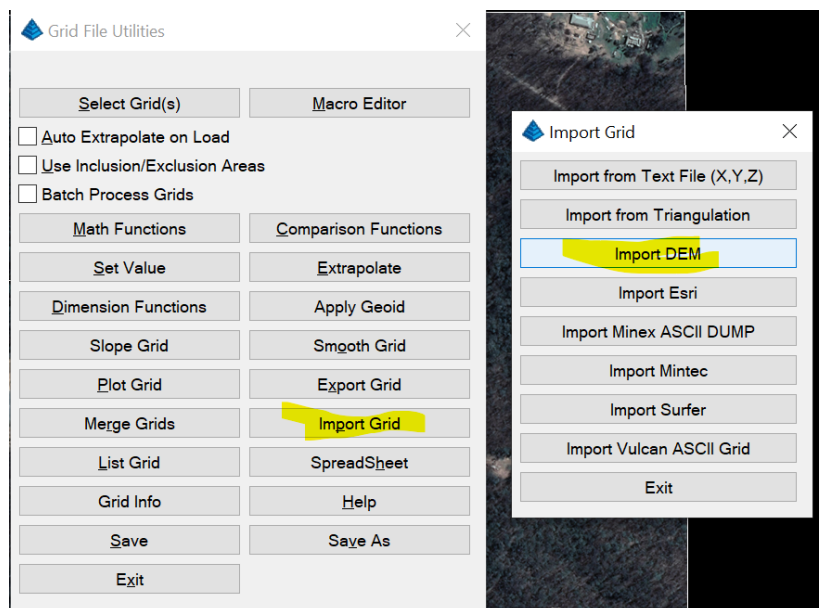 Grid File Utilities
Select Grid(s)
Macro Editor
Auto Extrapolate on Load
Use Inclusion/Exclusion Areas
Batch Process Grids
Math Functions
Comparison Functions
Set Value
Extrapolate
Dimension Functions
Apply Geoid
Slope Grid
Smooth Grid
Plot Grid
Export Grid
Merge Grids
Import Grid
List Grid
SpreadSheet
Grid Info
Help
Save
Save As
Exit
Import Grid
Import from Text File (X,Y,Z)
Import from Triangulation
Import DEM
Import Esri
Import Minex ASCII DUMP
Import Mintec
Import Surfer
Import Vulcan ASCII Grid
Exit